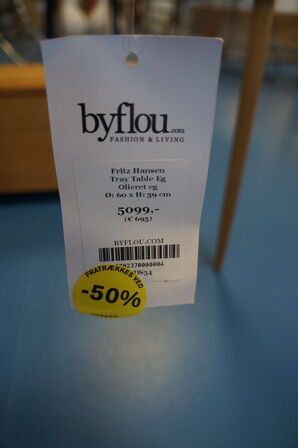 byflou.com
FASHION & LIVING
Fritz Hansen
Tray Table Eg
Olieret eg
Ø: 60 x H: 39 cm
5099,-
(€ 693)
BYFLOU.COM
FRATRÆKKES VED
-50%